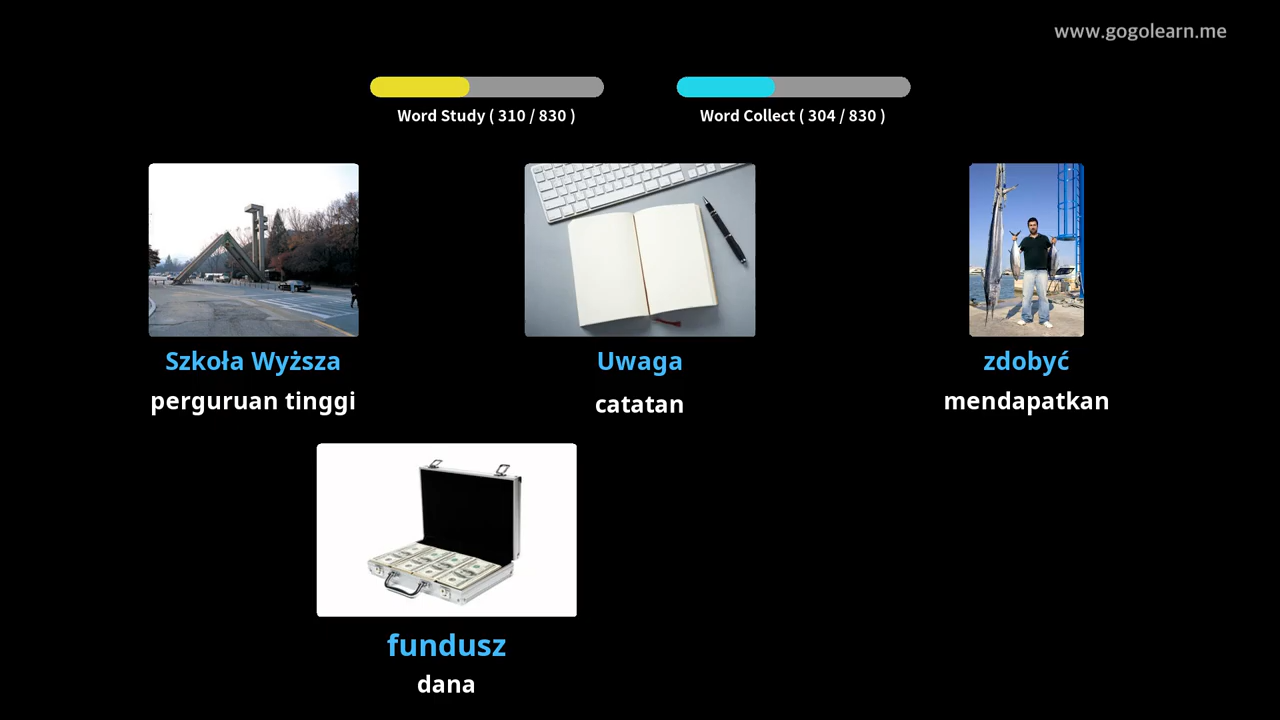 www.gogolearn.me
Word Study ( 310 / 830 )
Word Collect ( 304 / 830 )
Szkoła Wyższa
perguruan tinggi
Uwaga
catatan
zdobyć
mendapatkan
fundusz
dana